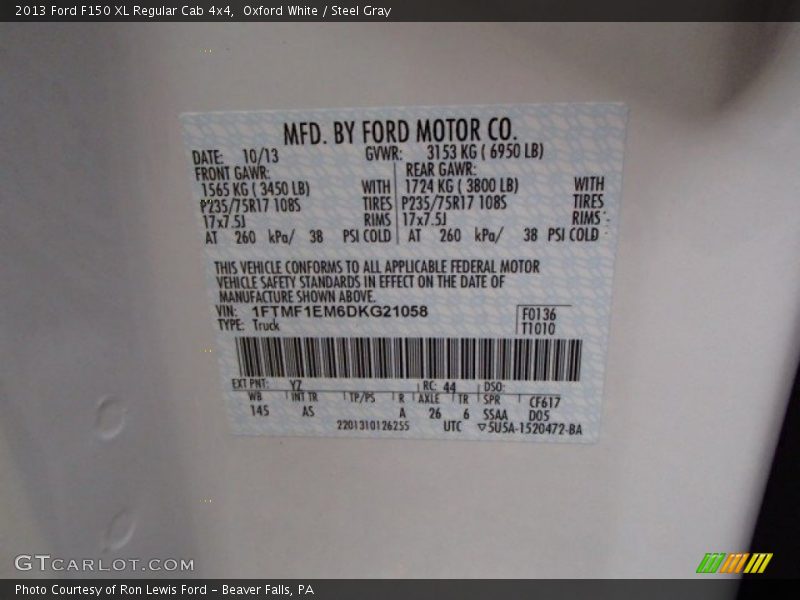 2013 Ford F150 XL Regular Cab 4x4,  Oxford White / Steel Gray
MFD. BY FORD MOTOR CO.
DATE: 10/13 GVWR: 3153 KG ( 6950 LB)
FRONT GAWR: REAR GAWR:
1565 KG ( 3450 LB) WITH 1724 KG ( 3800 LB) WITH
P235/75R17 108S TIRES P235/75R17 108S TIRES
17x7.5J RIMS 17x7.5J RIMS
AT 260 kPa/ 38 PSI COLD AT 260 kPa/ 38 PSI COLD
THIS VEHICLE CONFORMS TO ALL APPLICABLE FEDERAL MOTOR
VEHICLE SAFETY STANDARDS IN EFFECT ON THE DATE OF
MANUFACTURE SHOWN ABOVE.
VIN: 1FTMF1EM6DKG21058 F0136
TYPE: Truck T1010
EXT PNT: YZ RC: 44 DSO:
WB INT TR TP/PS R AXLE TR SPR CF617
145 AS A 26 6 SSAA D05
2201310126255 UTC ▽5U5A-1520472-BA
GTCARLOT.COM
Photo Courtesy of Ron Lewis Ford – Beaver Falls, PA